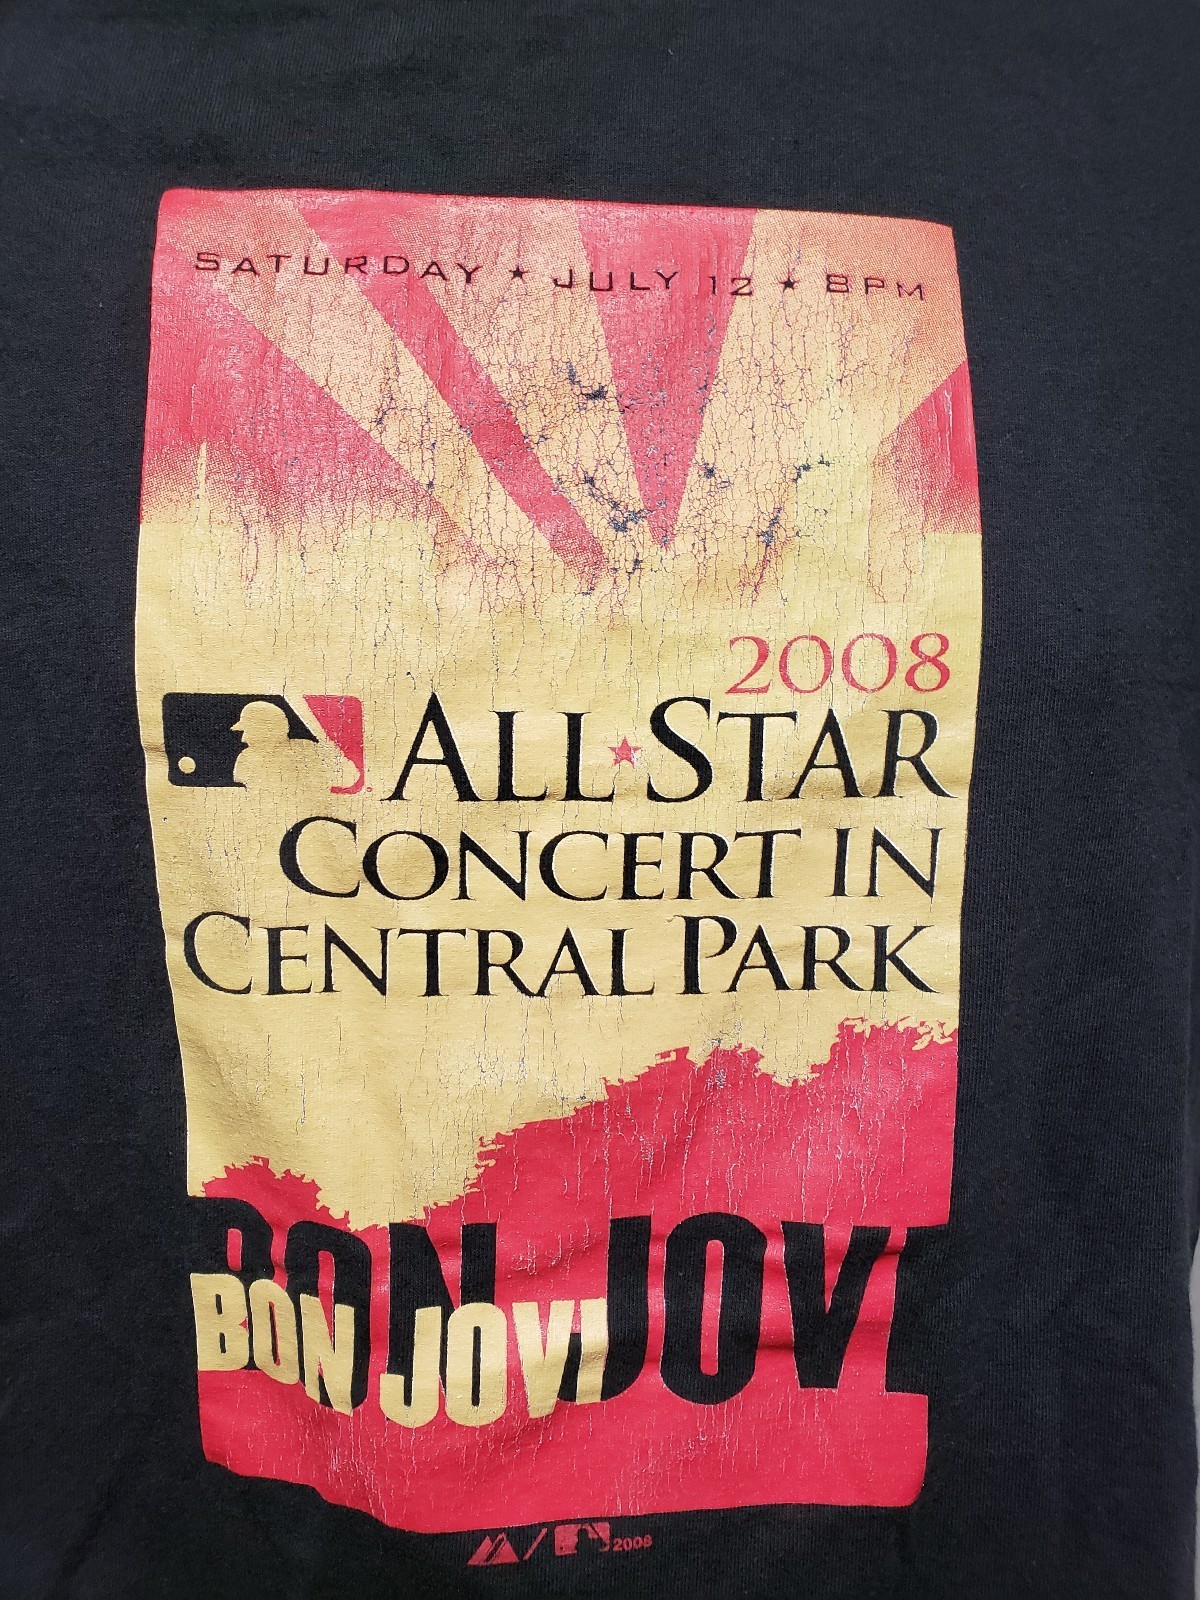 SATURDAY ★ JULY 12 ★ 8PM
2008
ALL★STAR
CONCERT IN
CENTRAL PARK
BON JOVI
BON JOVI
2008